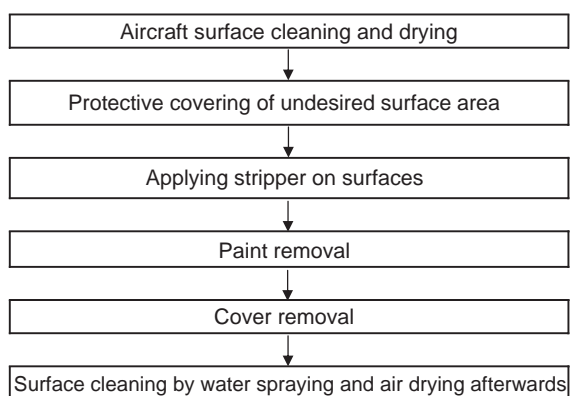 Aircraft surface cleaning and drying
Protective covering of undesired surface area
Applying stripper on surfaces
Paint removal
Cover removal
Surface cleaning by water spraying and air drying afterwards